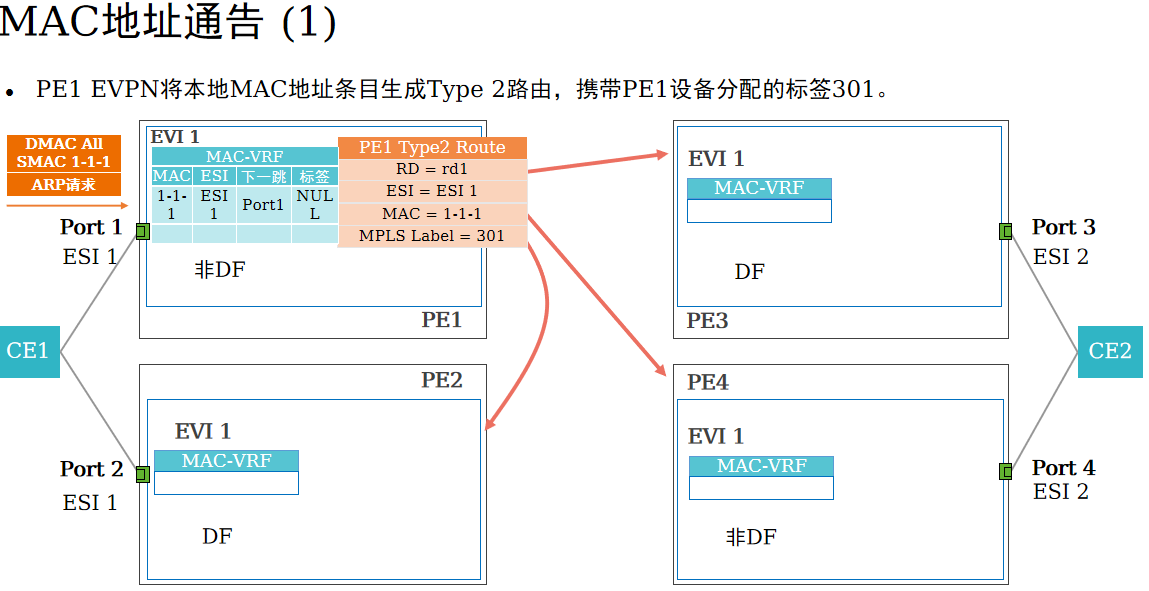 MAC地址通告 (1)
• PE1 EVPN将本地MAC地址条目生成Type 2路由，携带PE1设备分配的标签301。
DMAC All
SMAC 1-1-1
ARP请求
Port 1
ESI 1
EVI 1
MAC-VRF
MAC ESI 下一跳 标签
1-1-1 ESI 1 Port1 NULL
PE1 Type2 Route
RD = rd1
ESI = ESI 1
MAC = 1-1-1
MPLS Label = 301
非DF
PE1
EVI 1
MAC-VRF
DF
PE3
Port 3
ESI 2
CE1
CE2
PE2
EVI 1
MAC-VRF
DF
Port 2
ESI 1
PE4
EVI 1
MAC-VRF
非DF
Port 4
ESI 2